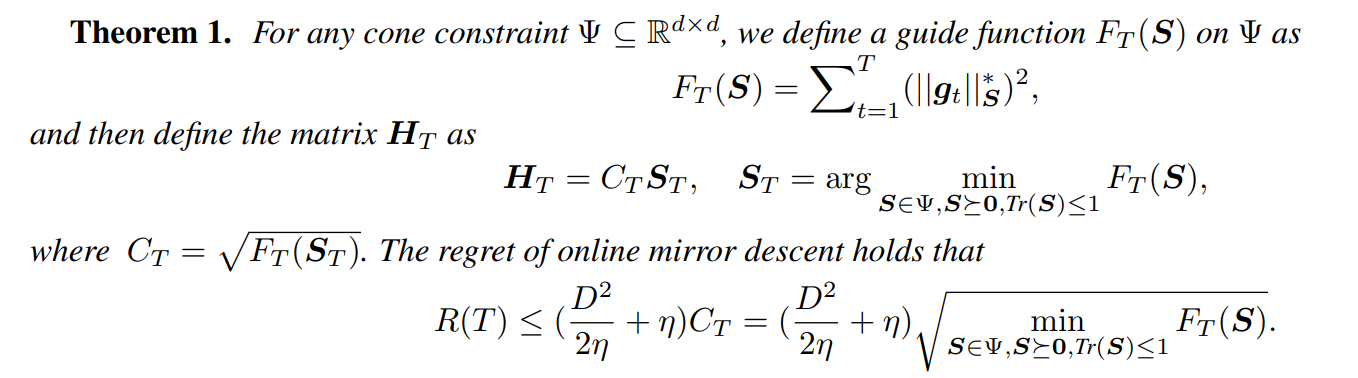 Theorem 1. For any cone constraint Ψ ⊆ ℝ^{d×d}, we define a guide function F_T(S) on Ψ as
F_T(S) = ∑_{t=1}^{T} (||g_t||_S^*)^2,
and then define the matrix H_T as
H_T = C_T S_T, S_T = arg min_{S∈Ψ,S⪰0,Tr(S)≤1} F_T(S),
where C_T = √(F_T(S_T)). The regret of online mirror descent holds that
R(T) ≤ (D^2/2η + η)C_T = (D^2/2η + η)√(min_{S∈Ψ,S⪰0,Tr(S)≤1} F_T(S)).